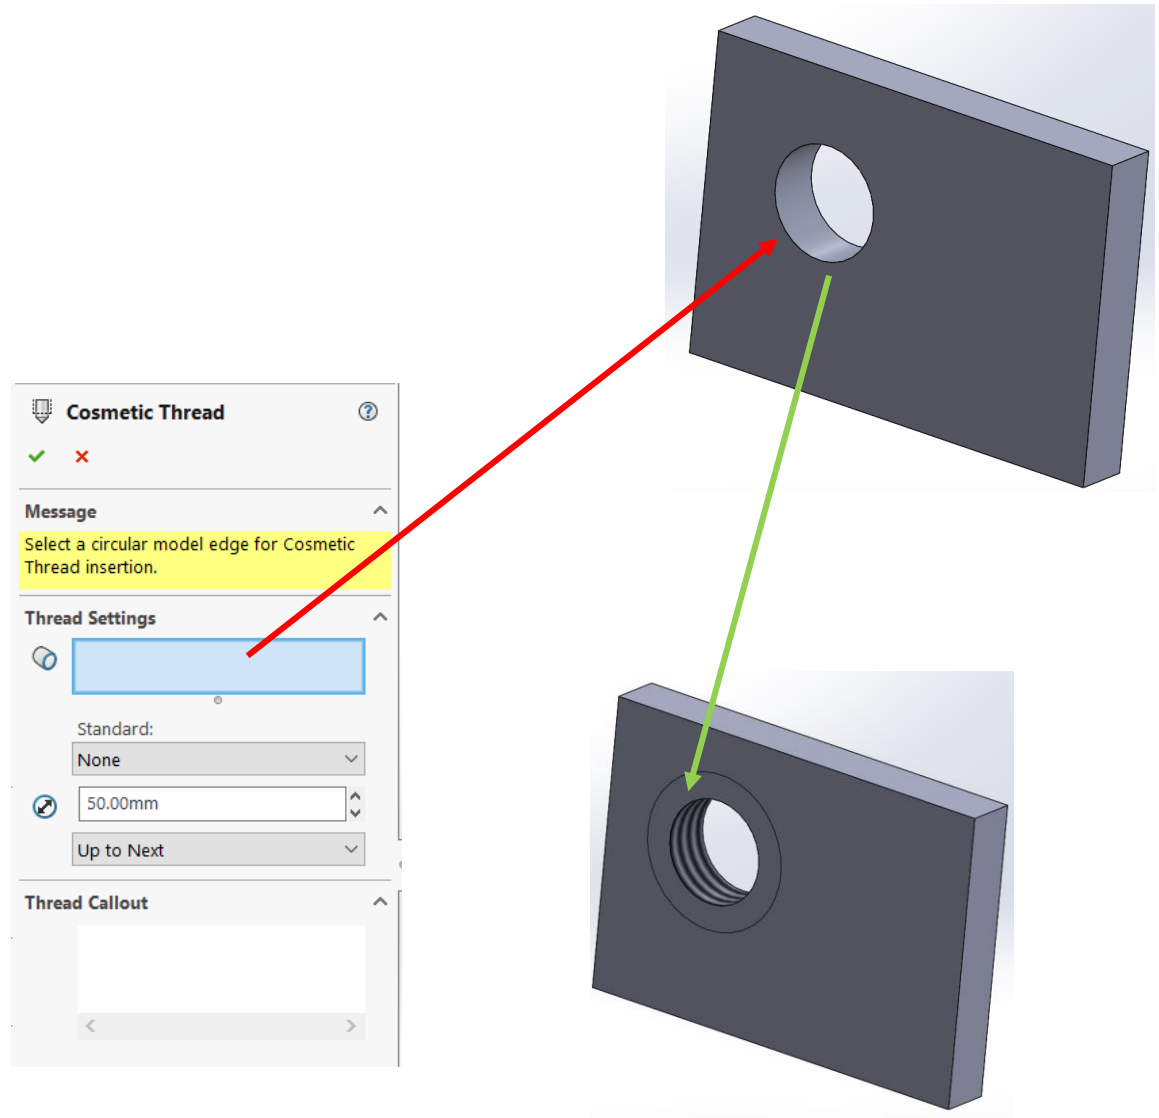 Cosmetic Thread
Message
Select a circular model edge for Cosmetic
Thread insertion.
Thread Settings
Standard:
None
50.00mm
Up to Next
Thread Callout